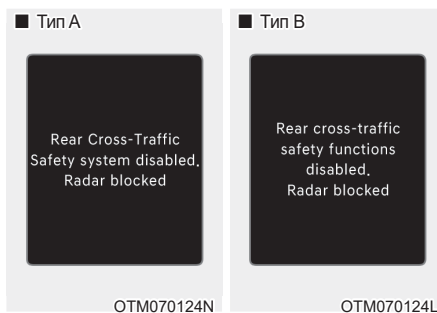 ■ Тип A
Rear Cross-Traffic
Safety system disabled.
Radar blocked
OTM070124N
■ Тип B
Rear cross-traffic
safety functions
disabled.
Radar blocked
OTM070124L